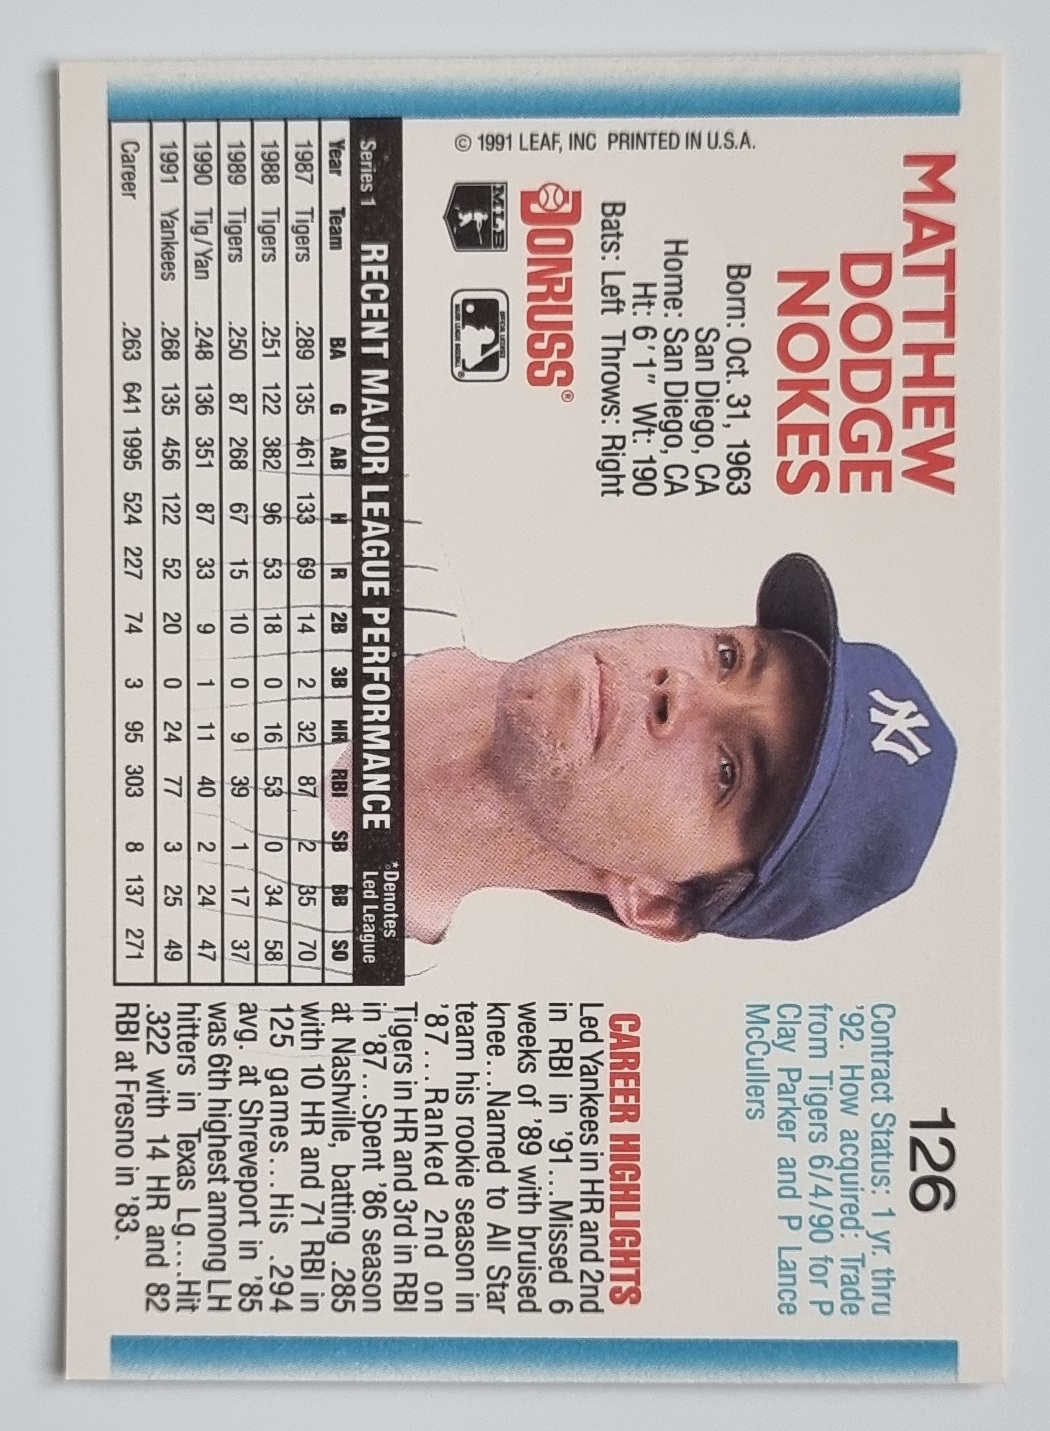 MATTHEW
DODGE
NOKES
Born: Oct. 31, 1963
San Diego, CA
Home: San Diego, CA
Ht: 6'1" Wt: 190
Bats: Left Throws: Right
DONRUSS®
© 1991 LEAF, INC PRINTED IN U.S.A.
MLB
NY
126
Contract Status: 1 yr. thru
'92. How acquired: Trade
from Tigers 6/4/90 for P
Clay Parker and P Lance
McCullers
CAREER HIGHLIGHTS
Led Yankees in HR and 2nd
in RBI in '91...Missed 6
weeks of '89 with bruised
knee...Named to All Star
team his rookie season in
'87...Ranked 2nd on
Tigers in HR and 3rd in RBI
in '87...Spent '86 season
at Nashville, batting .285
with 10 HR and 71 RBI in
125 games...His .294
avg. at Shreveport in '85
was 6th highest among LH
hitters in Texas Lg....Hit
.322 with 14 HR and 82
RBI at Fresno in '83.
Series 1 RECENT MAJOR LEAGUE PERFORMANCE *Denotes
Led League
Year Team BA G AB H R 2B 3B HR RBI SB BB SO
1987 Tigers .289 135 461 133 69 14 2 32 87 2 35 70
1988 Tigers .251 122 382 96 53 18 0 16 53 0 34 58
1989 Tigers .250 87 268 67 15 10 0 9 39 1 17 37
1990 Tig/Yan .248 136 351 87 33 9 1 11 40 2 24 47
1991 Yankees .268 135 456 122 52 20 0 24 77 3 25 49
Career .263 641 1995 524 227 74 3 95 303 8 137 271